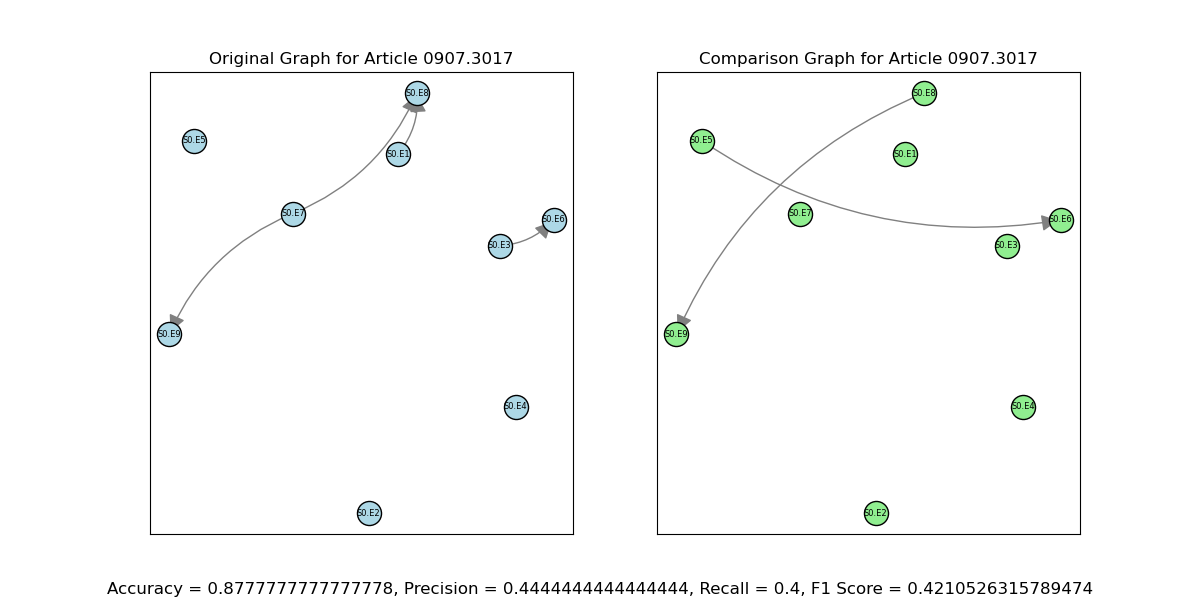 Original Graph for Article 0907.3017
S0.E8
S0.E5
S0.E1
S0.E7
S0.E6
S0.E3
S0.E9
S0.E4
S0.E2
Comparison Graph for Article 0907.3017
S0.E8
S0.E5
S0.E1
S0.E7
S0.E6
S0.E3
S0.E9
S0.E4
S0.E2
Accuracy = 0.8777777777777778, Precision = 0.4444444444444444, Recall = 0.4, F1 Score = 0.4210526315789474